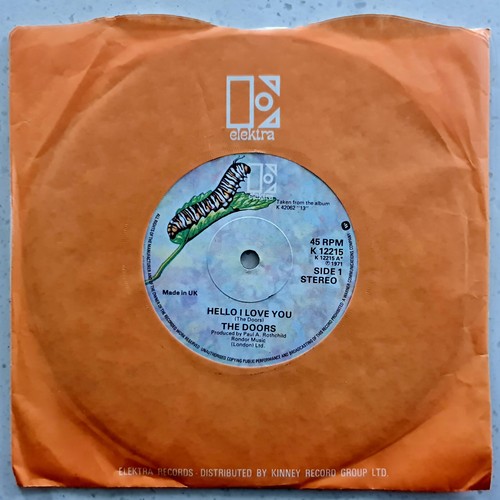 elektra
Taken from the album
K 42062 "13"
45 RPM
K 12215
K 12215 A*
℗ 1971
SIDE 1
STEREO
Made in UK
HELLO I LOVE YOU
(The Doors)
THE DOORS
Produced by Paul A. Rothchild
Rondor Music
(London) Ltd.
ELEKTRA RECORDS · DISTRIBUTED BY KINNEY RECORD GROUP LTD.